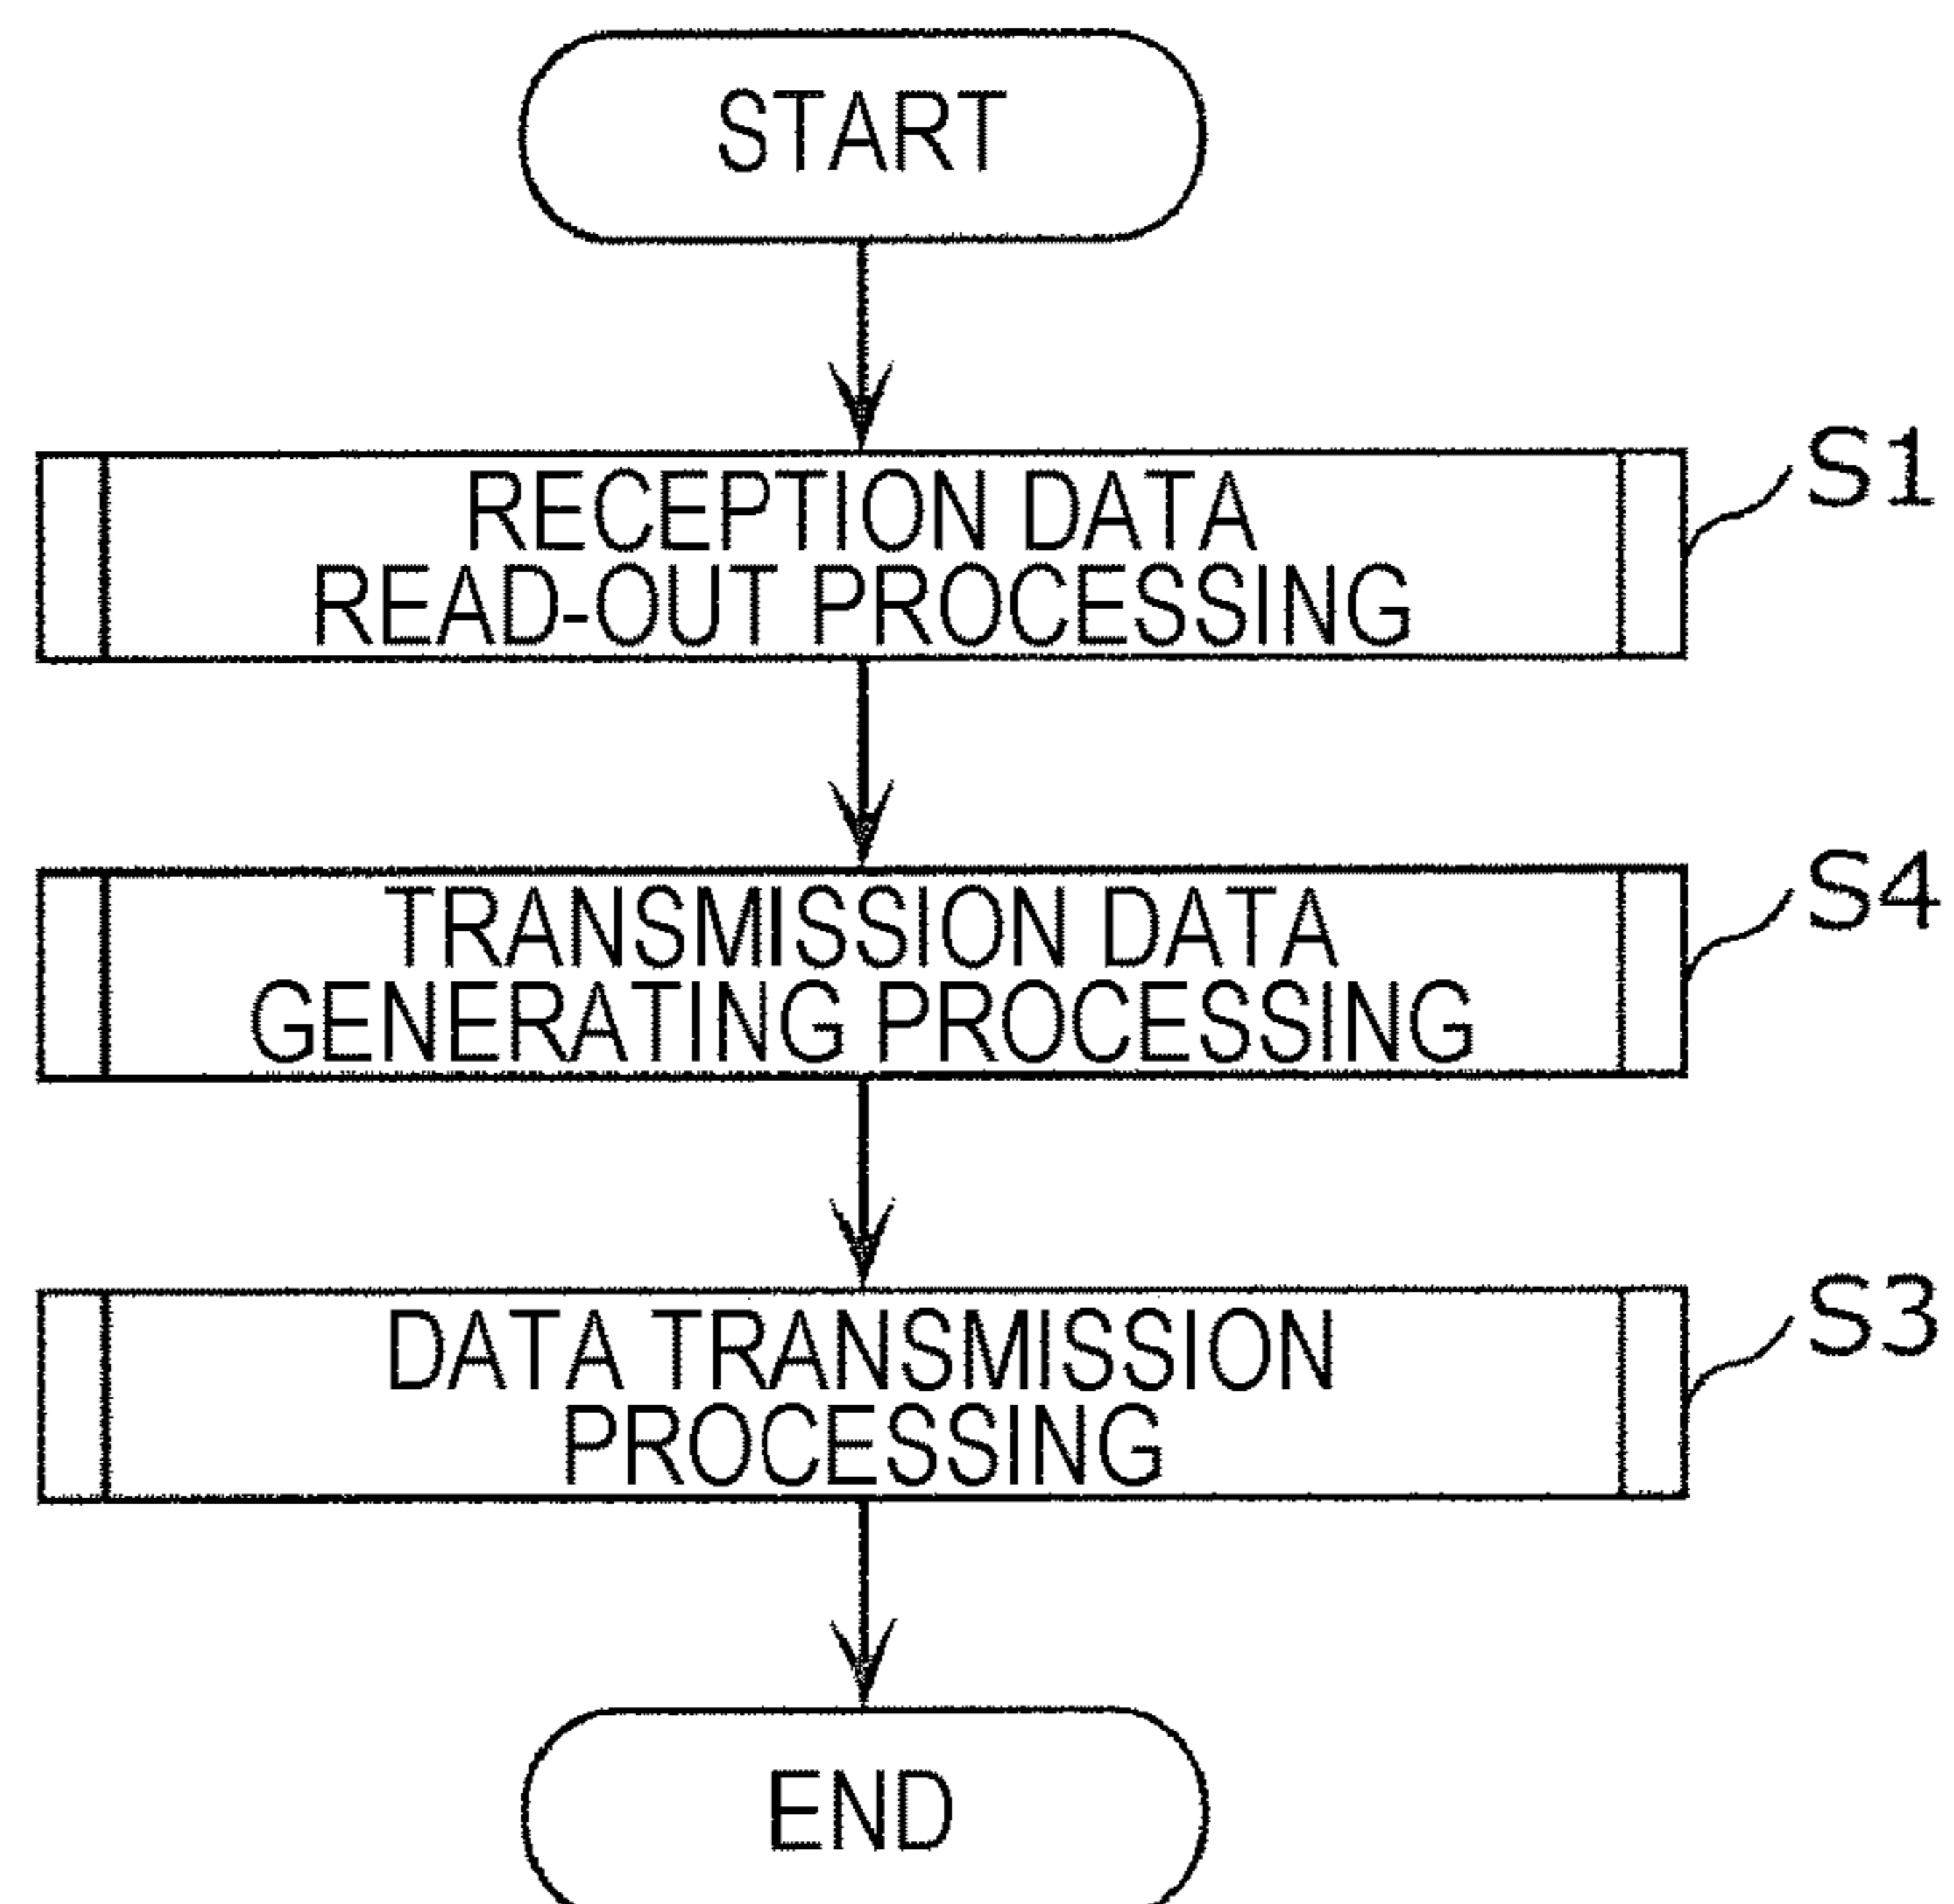 START
RECEPTION DATA
READ-OUT PROCESSING
S1
TRANSMISSION DATA
GENERATING PROCESSING
S4
DATA TRANSMISSION
PROCESSING
S3
END